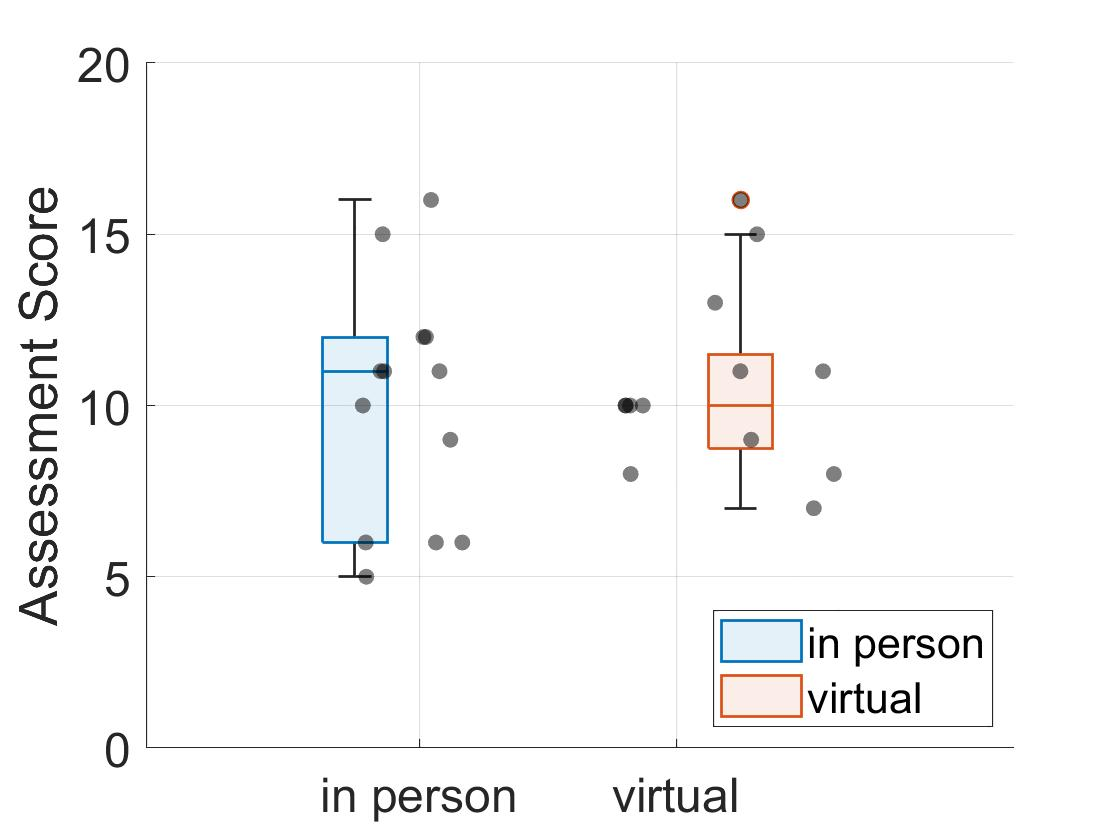 Assessment Score
20
15
10
5
0
in person
virtual
in person
virtual